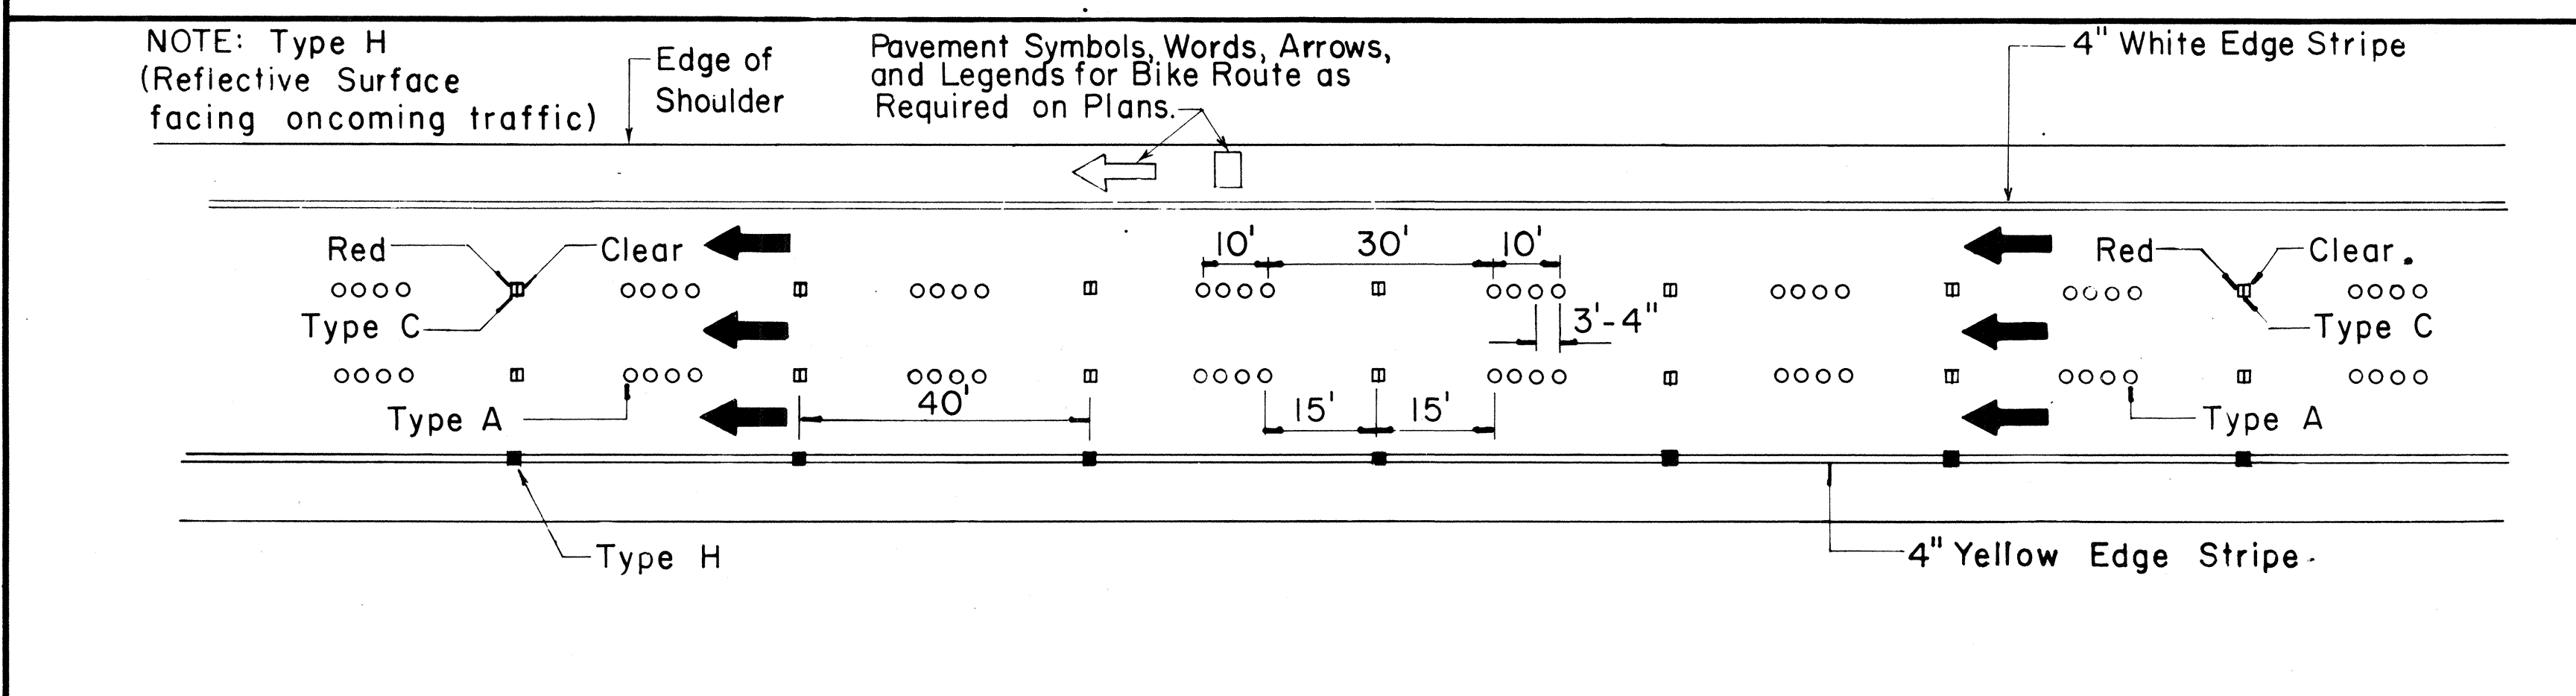 NOTE: Type H
(Reflective Surface
facing oncoming traffic)
Edge of
Shoulder
Pavement Symbols, Words, Arrows,
and Legends for Bike Route as
Required on Plans.
4" White Edge Stripe
Red
Clear
10'
30'
10'
Red
Clear.
Type C
3'-4"
Type C
Type A
40'
15'
15'
Type A
Type H
4" Yellow Edge Stripe